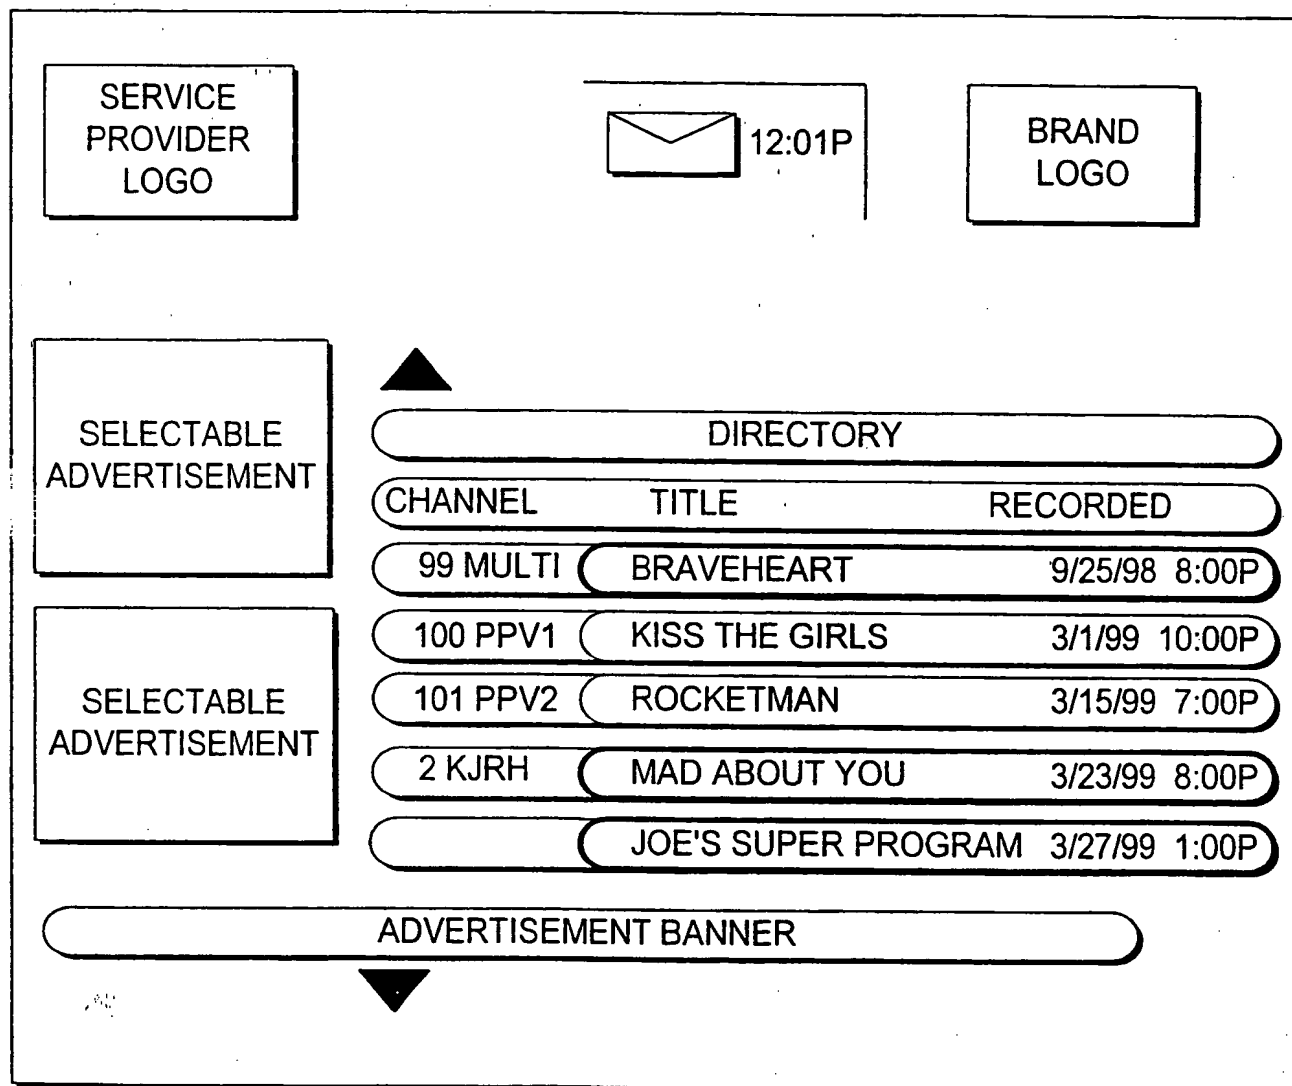 SERVICE
PROVIDER
LOGO
12:01P
BRAND
LOGO
SELECTABLE
ADVERTISEMENT
DIRECTORY
CHANNEL TITLE RECORDED
99 MULTI BRAVEHEART 9/25/98 8:00P
100 PPV1 KISS THE GIRLS 3/1/99 10:00P
101 PPV2 ROCKETMAN 3/15/99 7:00P
2 KJRH MAD ABOUT YOU 3/23/99 8:00P
JOE'S SUPER PROGRAM 3/27/99 1:00P
SELECTABLE
ADVERTISEMENT
ADVERTISEMENT BANNER